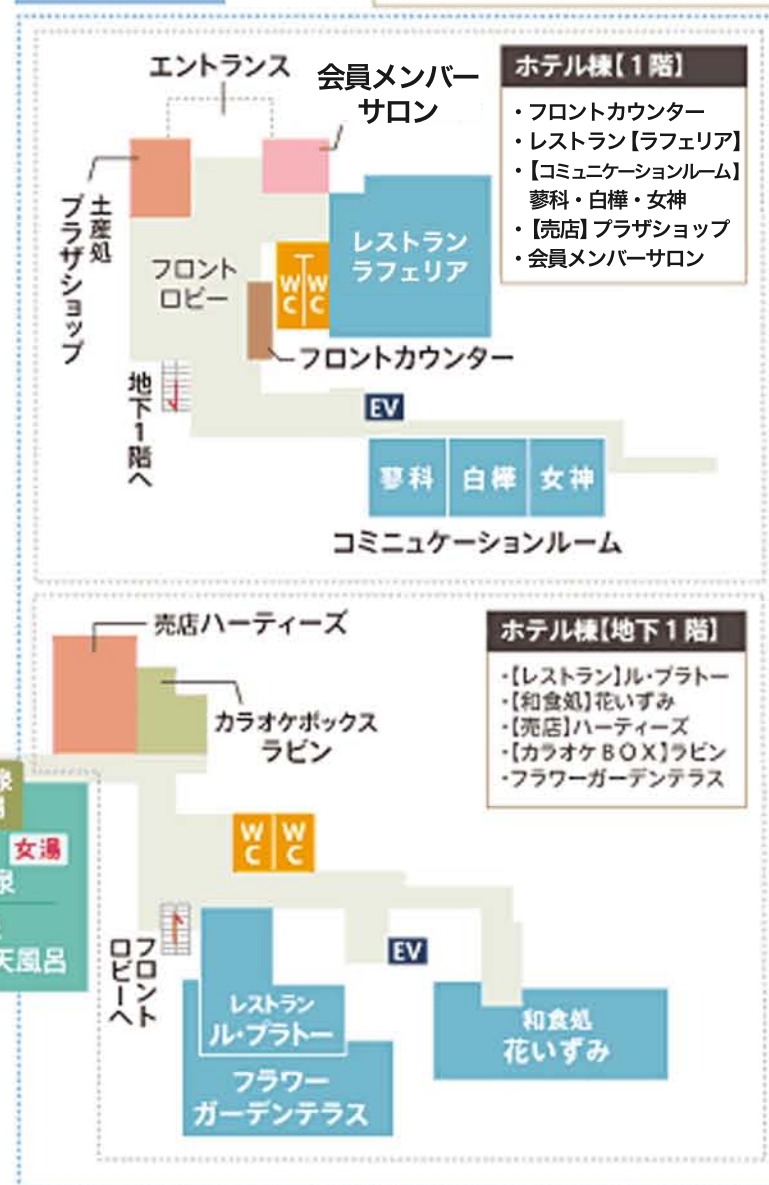 エントランス
会員メンバー
サロン
ホテル棟【1階】
・フロントカウンター
・レストラン【ラフェリア】
・【コミュニケーションルーム】
蓼科・白樺・女神
・【売店】プラザショップ
・会員メンバーサロン
土産処
プラザショップ
フロント
ロビー
WC
WC
レストラン
ラフェリア
フロントカウンター
地下1階へ
EV
蓼科
白樺
女神
コミニュケーションルーム
売店ハーティーズ
カラオケボックス
ラビン
ホテル棟【地下1階】
・【レストラン】ル・プラトー
・【和食処】花いずみ
・【売店】ハーティーズ
・【カラオケBOX】ラビン
・フラワーガーデンテラス
女湯
泉
天風呂
WC
WC
フロント
ロビーへ
EV
レストラン
ル・プラトー
フラワー
ガーデンテラス
和食処
花いずみ